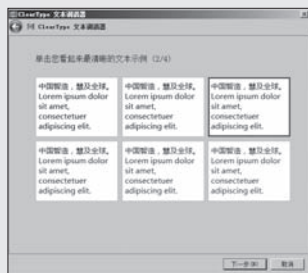 ClearType 文本调谐器
ClearType 文本调谐器
单击您看起来最清晰的文本示例 (2/4)
中国智造，慧及全球。
Lorem ipsum dolor
sit amet,
consectetuer
adipiscing elit.
中国智造，慧及全球。
Lorem ipsum dolor
sit amet,
consectetuer
adipiscing elit.
中国智造，慧及全球。
Lorem ipsum dolor
sit amet,
consectetuer
adipiscing elit.
中国智造，慧及全球。
Lorem ipsum dolor
sit amet,
consectetuer
adipiscing elit.
中国智造，慧及全球。
Lorem ipsum dolor
sit amet,
consectetuer
adipiscing elit.
中国智造，慧及全球。
Lorem ipsum dolor
sit amet,
consectetuer
adipiscing elit.
下一步(N)
取消